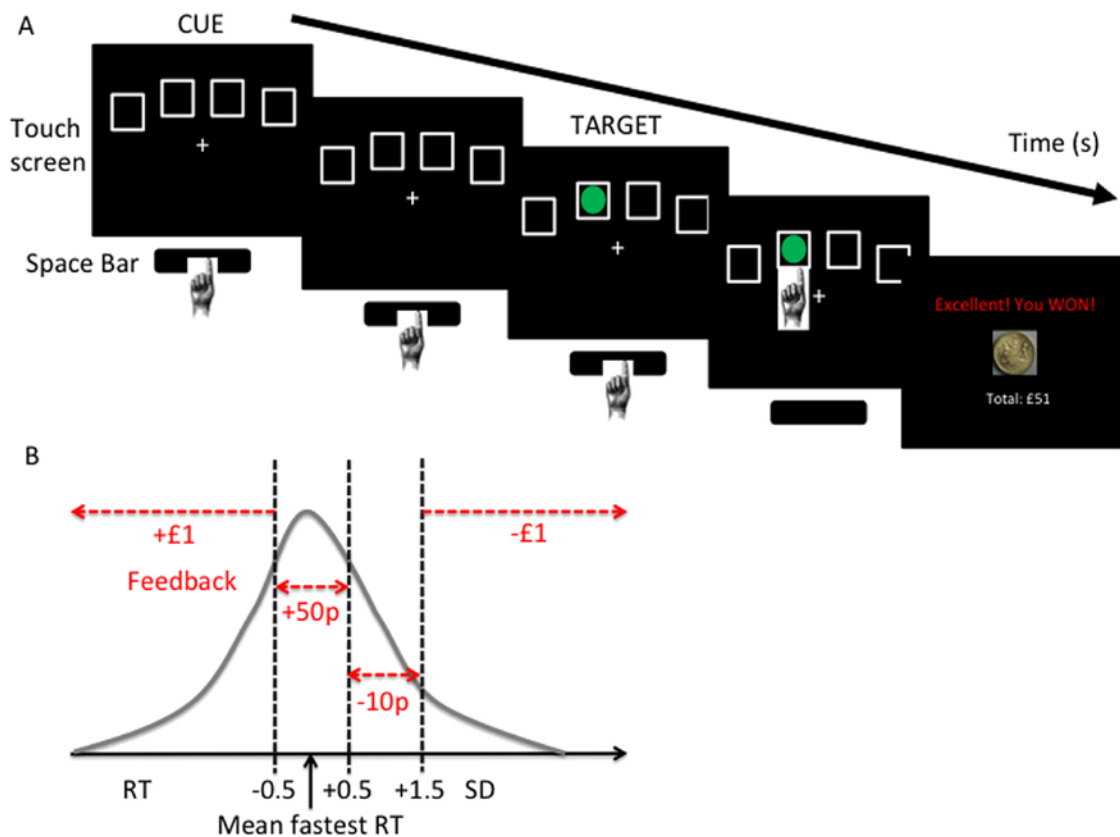 A
CUE
Touch
screen
TARGET
Time (s)
Space Bar
Excellent! You WON!
Total: £51
B
+£1
-£1
Feedback
+50p
-10p
RT
-0.5
+0.5
+1.5
SD
Mean fastest RT